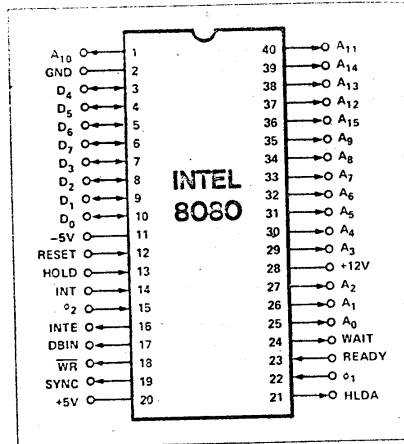 A10 1 40 A11
GND 2 39 A14
D4 3 38 A13
D5 4 37 A12
D6 5 36 A15
D7 6 35 A9
D3 7 34 A8
D2 8 33 A7
D1 9 32 A6
D0 10 31 A5
-5V 11 30 A4
RESET 12 29 A3
HOLD 13 28 +12V
INT 14 27 A2
φ2 15 26 A1
INTE 16 25 A0
DBIN 17 24 WAIT
WR 18 23 READY
SYNC 19 22 φ1
+5V 20 21 HLDA
INTEL
8080